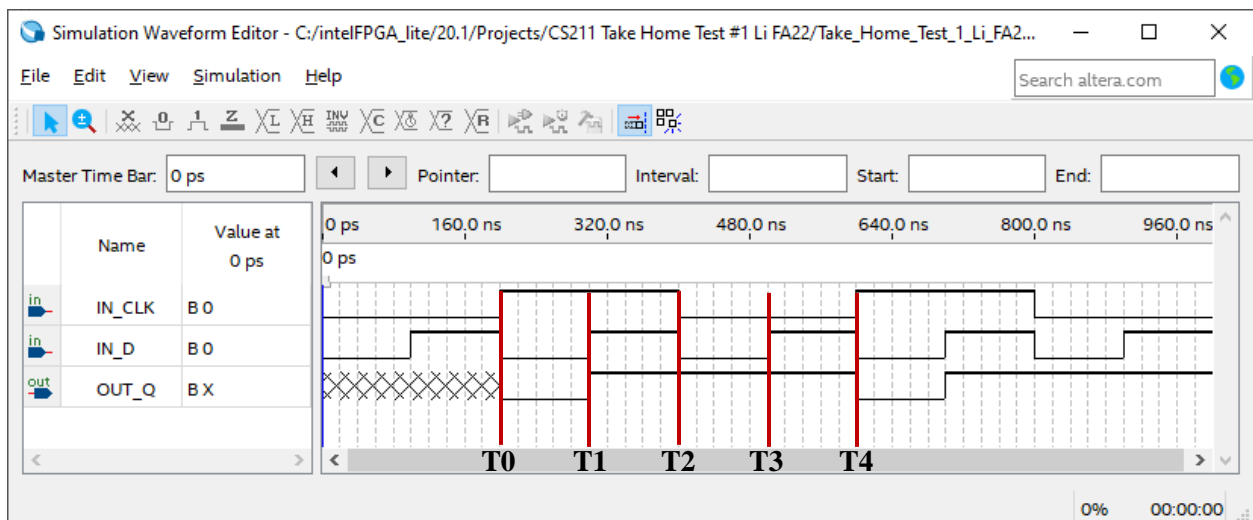 Simulation Waveform Editor - C:/intelFPGA_lite/20.1/Projects/CS211 Take Home Test #1 Li FA22/Take_Home_Test_1_Li_FA2...
File Edit View Simulation Help
Search altera.com
X 0 1 Z L H INV C ? R
Master Time Bar: 0 ps Pointer: Interval: Start: End:
Name Value at 0 ps
0 ps 160.0 ns 320.0 ns 480.0 ns 640.0 ns 800.0 ns 960.0 ns
0 ps
in IN_CLK B 0
in IN_D B 0
out OUT_Q B X
T0 T1 T2 T3 T4
0% 00:00:00